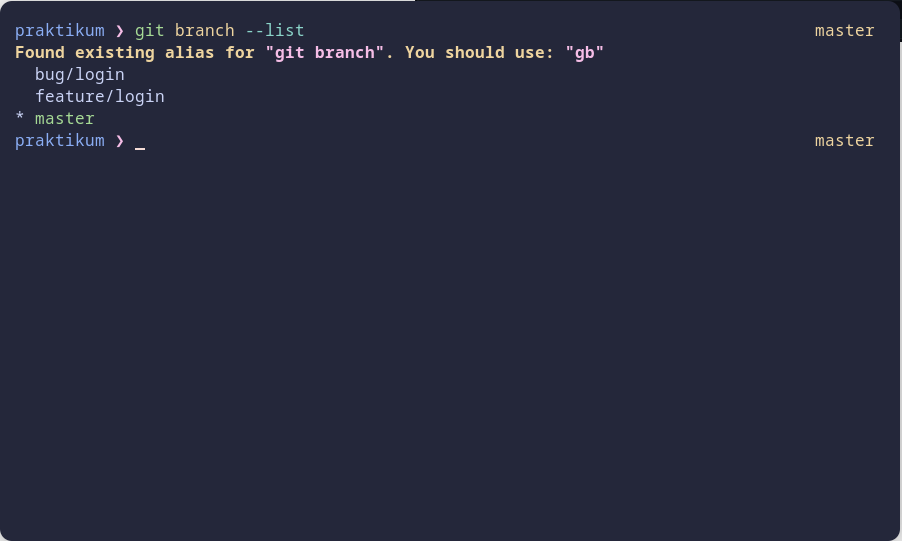 praktikum ❯ git branch --list master
Found existing alias for "git branch". You should use: "gb"
  bug/login
  feature/login
* master
praktikum ❯ _ master